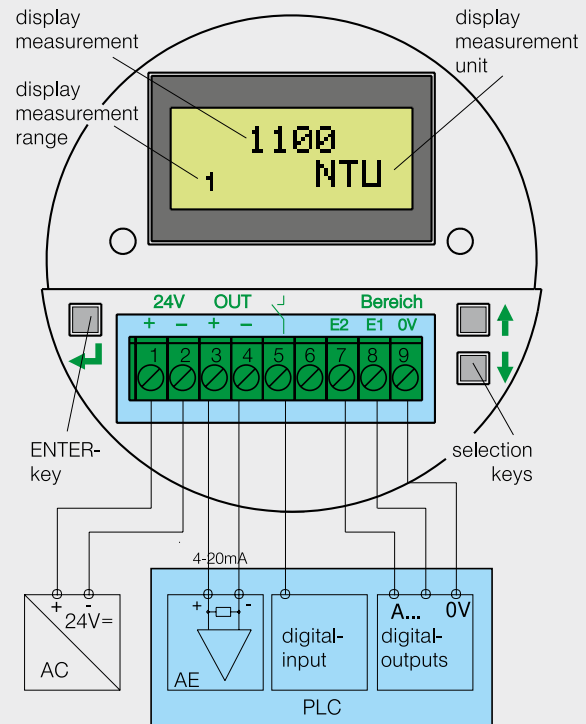 display
measurement
display
measurement
unit
display
measurement
range
1100
1
NTU
24V OUT Bereich
+ - + - E2 E1 0V
1 2 3 4 5 6 7 8 9
ENTER-
key
selection
keys
4-20mA
+ -
24V=
AC
+ -
AE
digital-
input
A... 0V
digital-
outputs
PLC